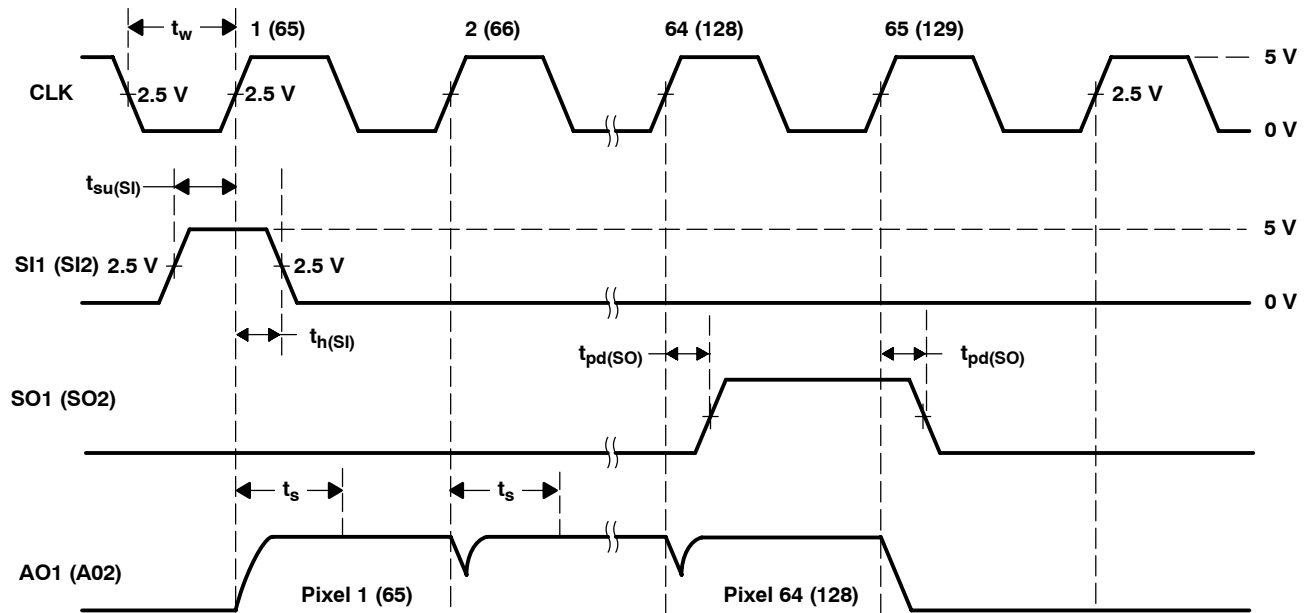 tw 1 (65) 2 (66) 64 (128) 65 (129)
5 V
CLK 2.5 V 2.5 V 2.5 V
0 V
tsu(SI)
5 V
SI1 (SI2) 2.5 V 2.5 V
0 V
th(SI) tpd(SO) tpd(SO)
SO1 (SO2)
ts ts
AO1 (A02)
Pixel 1 (65) Pixel 64 (128)